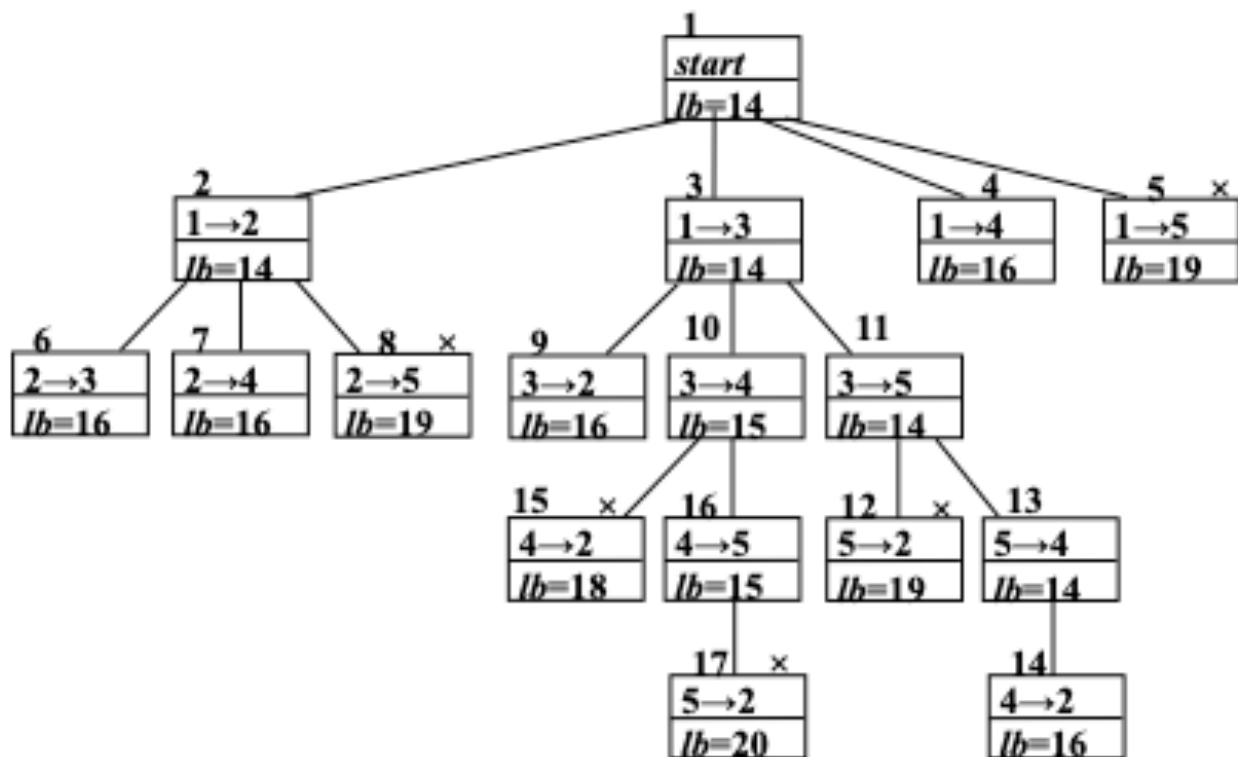 1
start
lb=14
2 3 4 5 ×
1→2 1→3 1→4 1→5
lb=14 lb=14 lb=16 lb=19
6 7 8 × 9 10 11
2→3 2→4 2→5 3→2 3→4 3→5
lb=16 lb=16 lb=19 lb=16 lb=15 lb=14
15 × 16 12 × 13
4→2 4→5 5→2 5→4
lb=18 lb=15 lb=19 lb=14
17 × 14
5→2 4→2
lb=20 lb=16